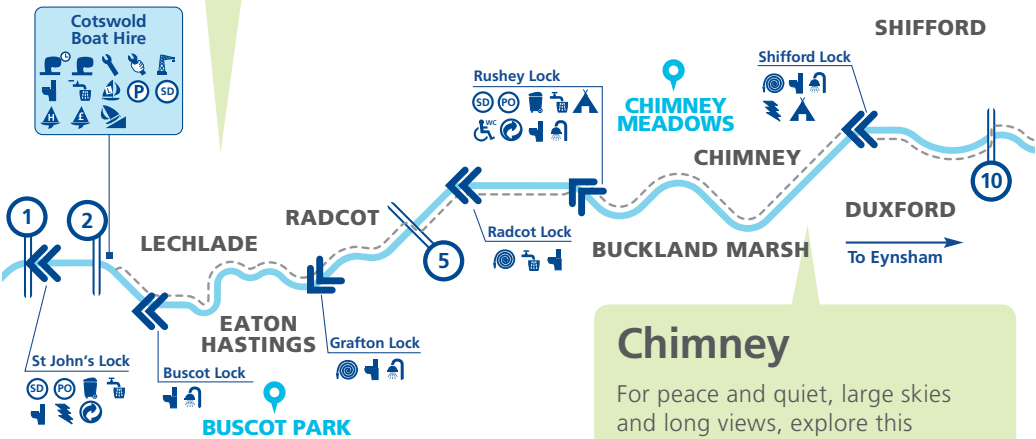 Cotswold
Boat Hire
P
SD
H
E
SHIFFORD
Shifford Lock
Rushey Lock
SD
PO
WC
CHIMNEY
MEADOWS
CHIMNEY
10
1
2
LECHLADE
RADCOT
5
Radcot Lock
BUCKLAND MARSH
DUXFORD
To Eynsham
EATON
HASTINGS
Grafton Lock
St John’s Lock
SD
PO
Buscot Lock
BUSCOT PARK
Chimney
For peace and quiet, large skies
and long views, explore this